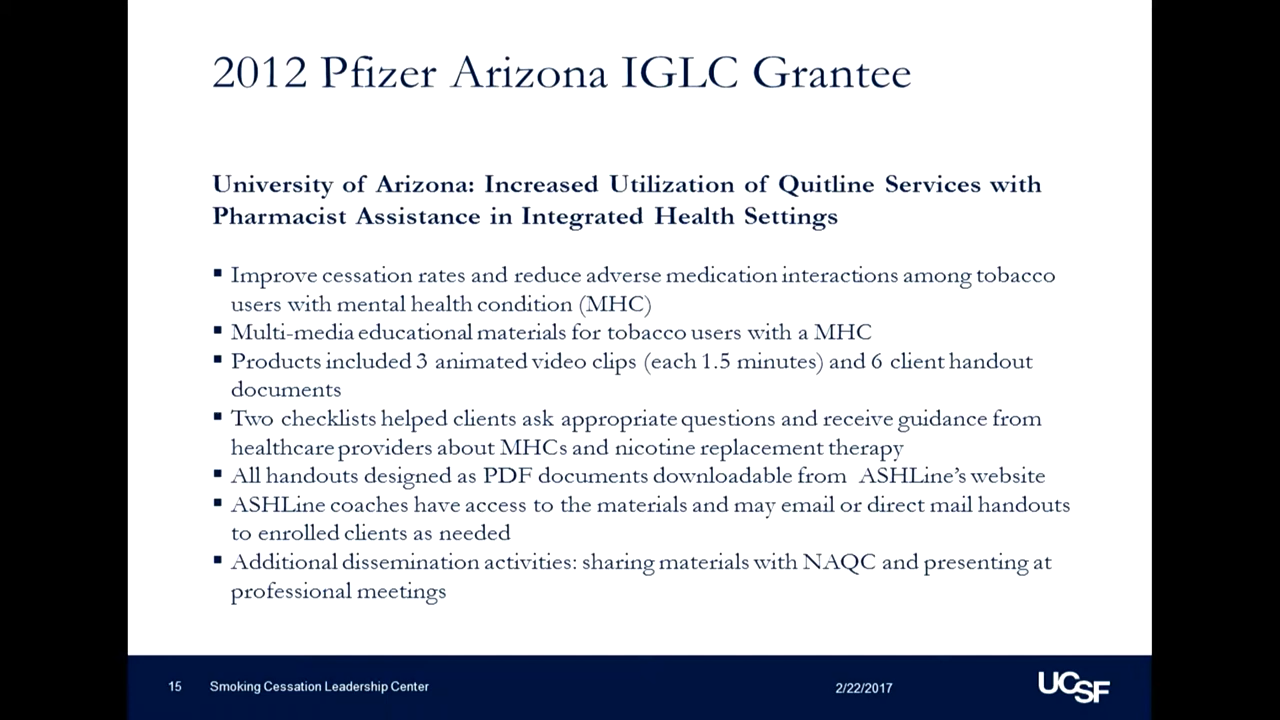 2012 Pfizer Arizona IGLC Grantee
University of Arizona: Increased Utilization of Quitline Services with
Pharmacist Assistance in Integrated Health Settings
▪ Improve cessation rates and reduce adverse medication interactions among tobacco
users with mental health condition (MHC)
▪ Multi-media educational materials for tobacco users with a MHC
▪ Products included 3 animated video clips (each 1.5 minutes) and 6 client handout
documents
▪ Two checklists helped clients ask appropriate questions and receive guidance from
healthcare providers about MHCs and nicotine replacement therapy
▪ All handouts designed as PDF documents downloadable from ASHLine’s website
▪ ASHLine coaches have access to the materials and may email or direct mail handouts
to enrolled clients as needed
▪ Additional dissemination activities: sharing materials with NAQC and presenting at
professional meetings
15 Smoking Cessation Leadership Center 2/22/2017 UCSF